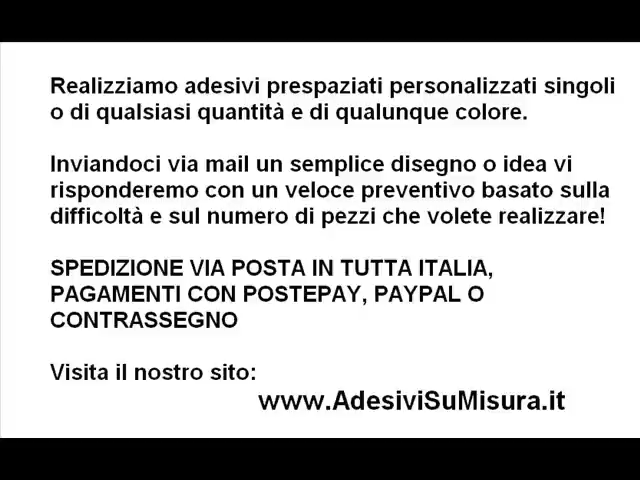 Realizziamo adesivi prespaziati personalizzati singoli
o di qualsiasi quantità e di qualunque colore.
Inviandoci via mail un semplice disegno o idea vi
risponderemo con un veloce preventivo basato sulla
difficoltà e sul numero di pezzi che volete realizzare!
SPEDIZIONE VIA POSTA IN TUTTA ITALIA,
PAGAMENTI CON POSTEPAY, PAYPAL O
CONTRASSEGNO
Visita il nostro sito:
www.AdesiviSuMisura.it